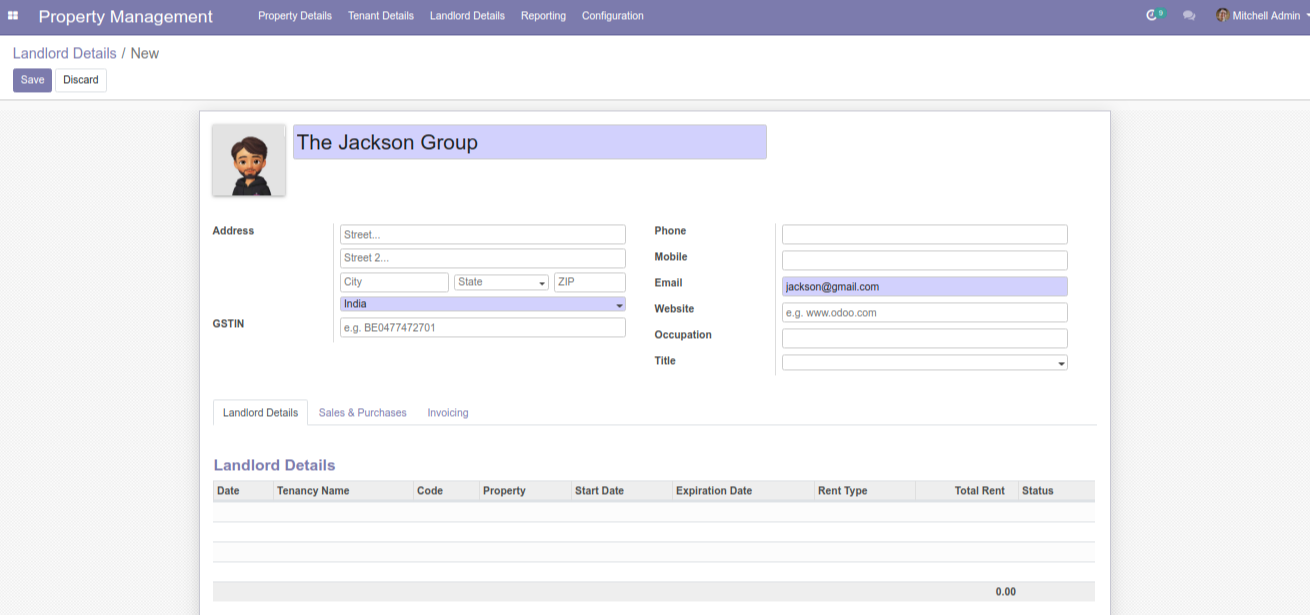 Property Management Property Details Tenant Details Landlord Details Reporting Configuration 9 Mitchell Admin
Landlord Details / New
Save Discard
The Jackson Group
Address Street... Phone
Street 2... Mobile
City State ZIP Email jackson@gmail.com
India Website e.g. www.odoo.com
GSTIN e.g. BE0477472701 Occupation
Title
Landlord Details Sales & Purchases Invoicing
Landlord Details
Date Tenancy Name Code Property Start Date Expiration Date Rent Type Total Rent Status
0.00